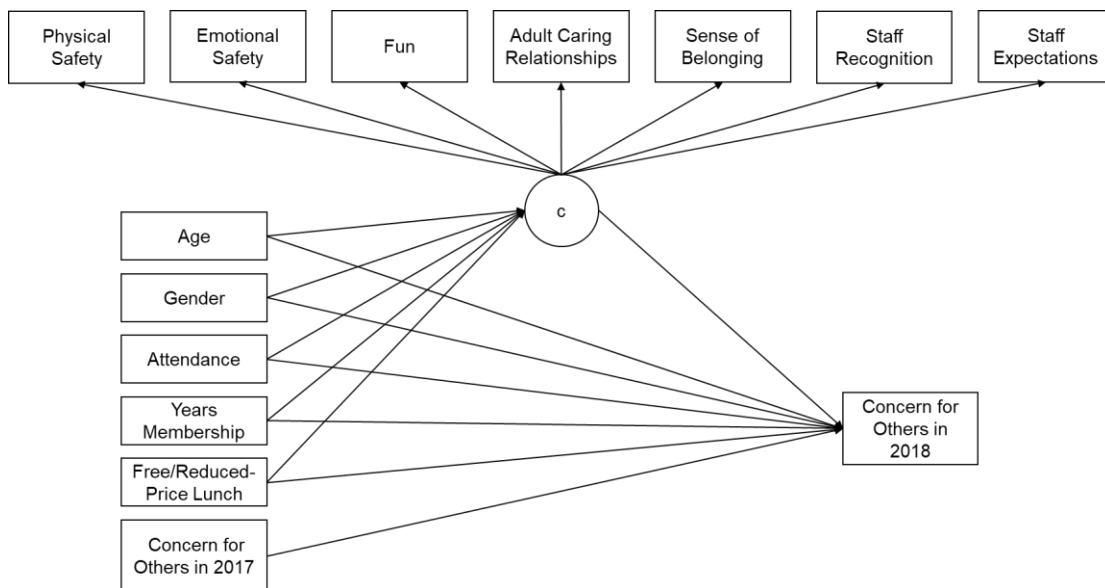 Physical
Safety
Emotional
Safety
Fun
Adult Caring
Relationships
Sense of
Belonging
Staff
Recognition
Staff
Expectations
c
Age
Gender
Attendance
Years
Membership
Free/Reduced-
Price Lunch
Concern for
Others in 2017
Concern for
Others in
2018